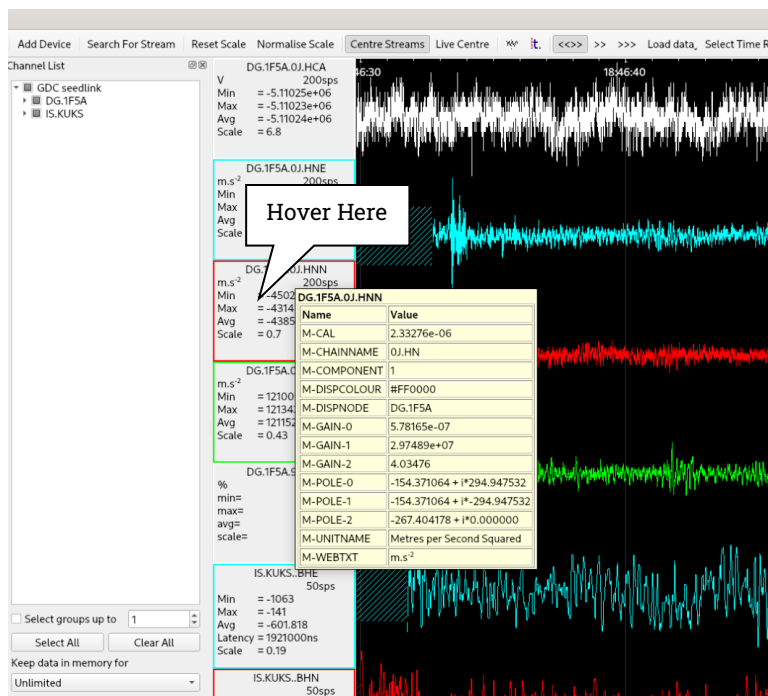 Add Device Search For Stream Reset Scale Normalise Scale Centre Streams Live Centre t. <<>> >> >>> Load data, Select Time R
Channel List
GDC seedlink
DG.1F5A
IS.KUKS
Select groups up to 1
Select All Clear All
Keep data in memory for
Unlimited
DG.1F5A.0J.HCA
V 200sps
Min = -5.11025e+06
Max = -5.11023e+06
Avg = -5.11024e+06
Scale = 6.8
46:30 18:46:40
DG.1F5A.0J.HNE
m.s-2 200sps
Min
Max
Avg
Scale
Hover Here
DG.1 0J.HNN
m.s-2 200sps
Min = -4502
Max = -4314
Avg = -4385
Scale = 0.7
DG.1F5A.0
m.s-2
Min = 12100
Max = 12134
Avg = 121152
Scale = 0.43
DG.1F5A.9
%
min=
max=
avg=
scale=
DG.1F5A.0J.HNN
Name Value
M-CAL 2.33276e-06
M-CHAINNAME 0J.HN
M-COMPONENT 1
M-DISPCOLOUR #FF0000
M-DISPNODE DG.1F5A
M-GAIN-0 5.78165e-07
M-GAIN-1 2.97489e+07
M-GAIN-2 4.03476
M-POLE-0 -154.371064 + i*294.947532
M-POLE-1 -154.371064 + i*-294.947532
M-POLE-2 -267.404178 + i*0.000000
M-UNITNAME Metres per Second Squared
M-WEBTXT m.s-2
IS.KUKS..BHE
50sps
Min = -1063
Max = -141
Avg = -601.818
Latency = 1921000ns
Scale = 0.19
IS.KUKS..BHN
50sps